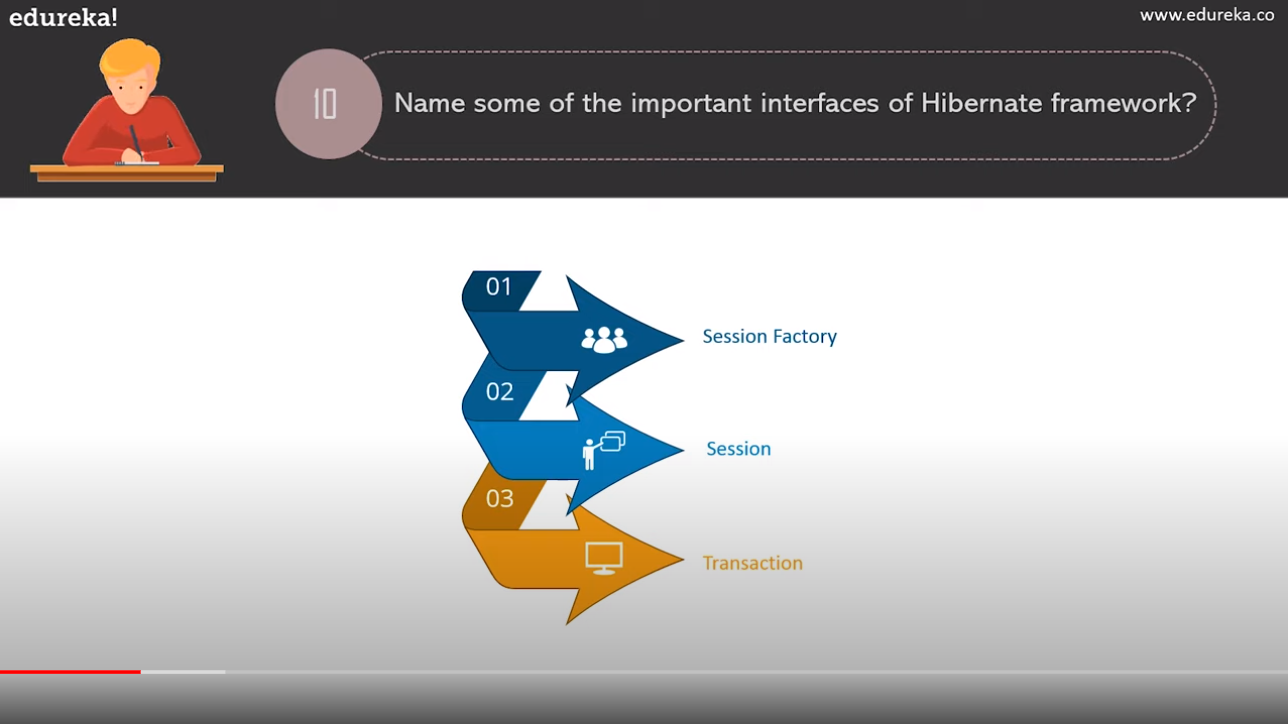 edureka!
www.edureka.co
10
Name some of the important interfaces of Hibernate framework?
01
Session Factory
02
Session
03
Transaction